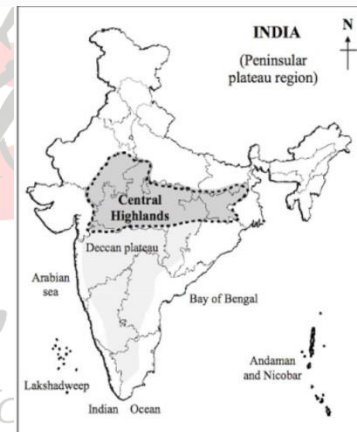 INDIA
(Peninsular
plateau region)
N
Central
Highlands
Deccan plateau
Arabian
sea
Bay of Bengal
Andaman
and Nicobar
Lakshadweep
Indian Ocean